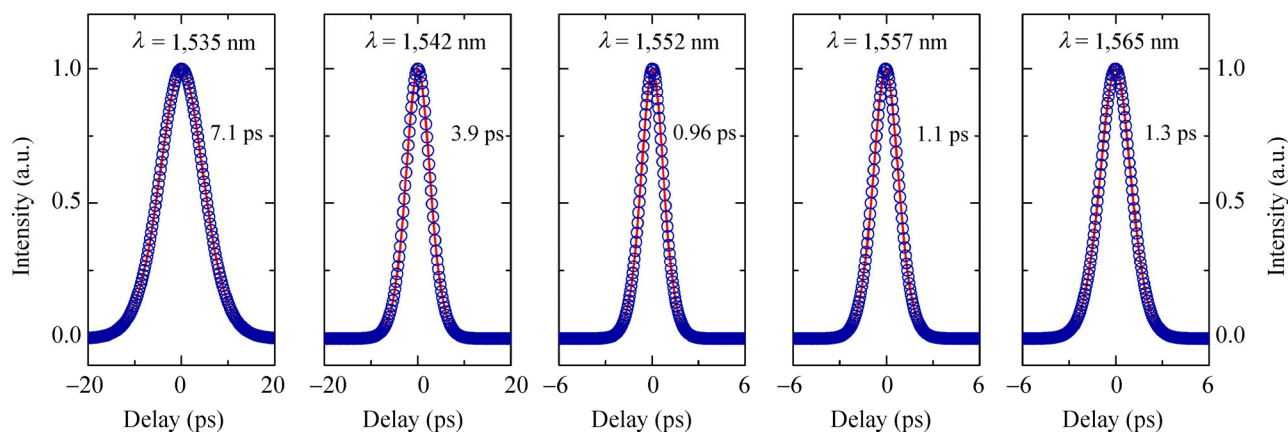 λ = 1,535 nm
λ = 1,542 nm
λ = 1,552 nm
λ = 1,557 nm
λ = 1,565 nm
1.0
1.0
7.1 ps
3.9 ps
0.96 ps
1.1 ps
1.3 ps
Intensity (a.u.)
0.5
0.5
Intensity (a.u.)
0.0
0.0
–20 0 20
–20 0 20
–6 0 6
–6 0 6
–6 0 6
Delay (ps)
Delay (ps)
Delay (ps)
Delay (ps)
Delay (ps)